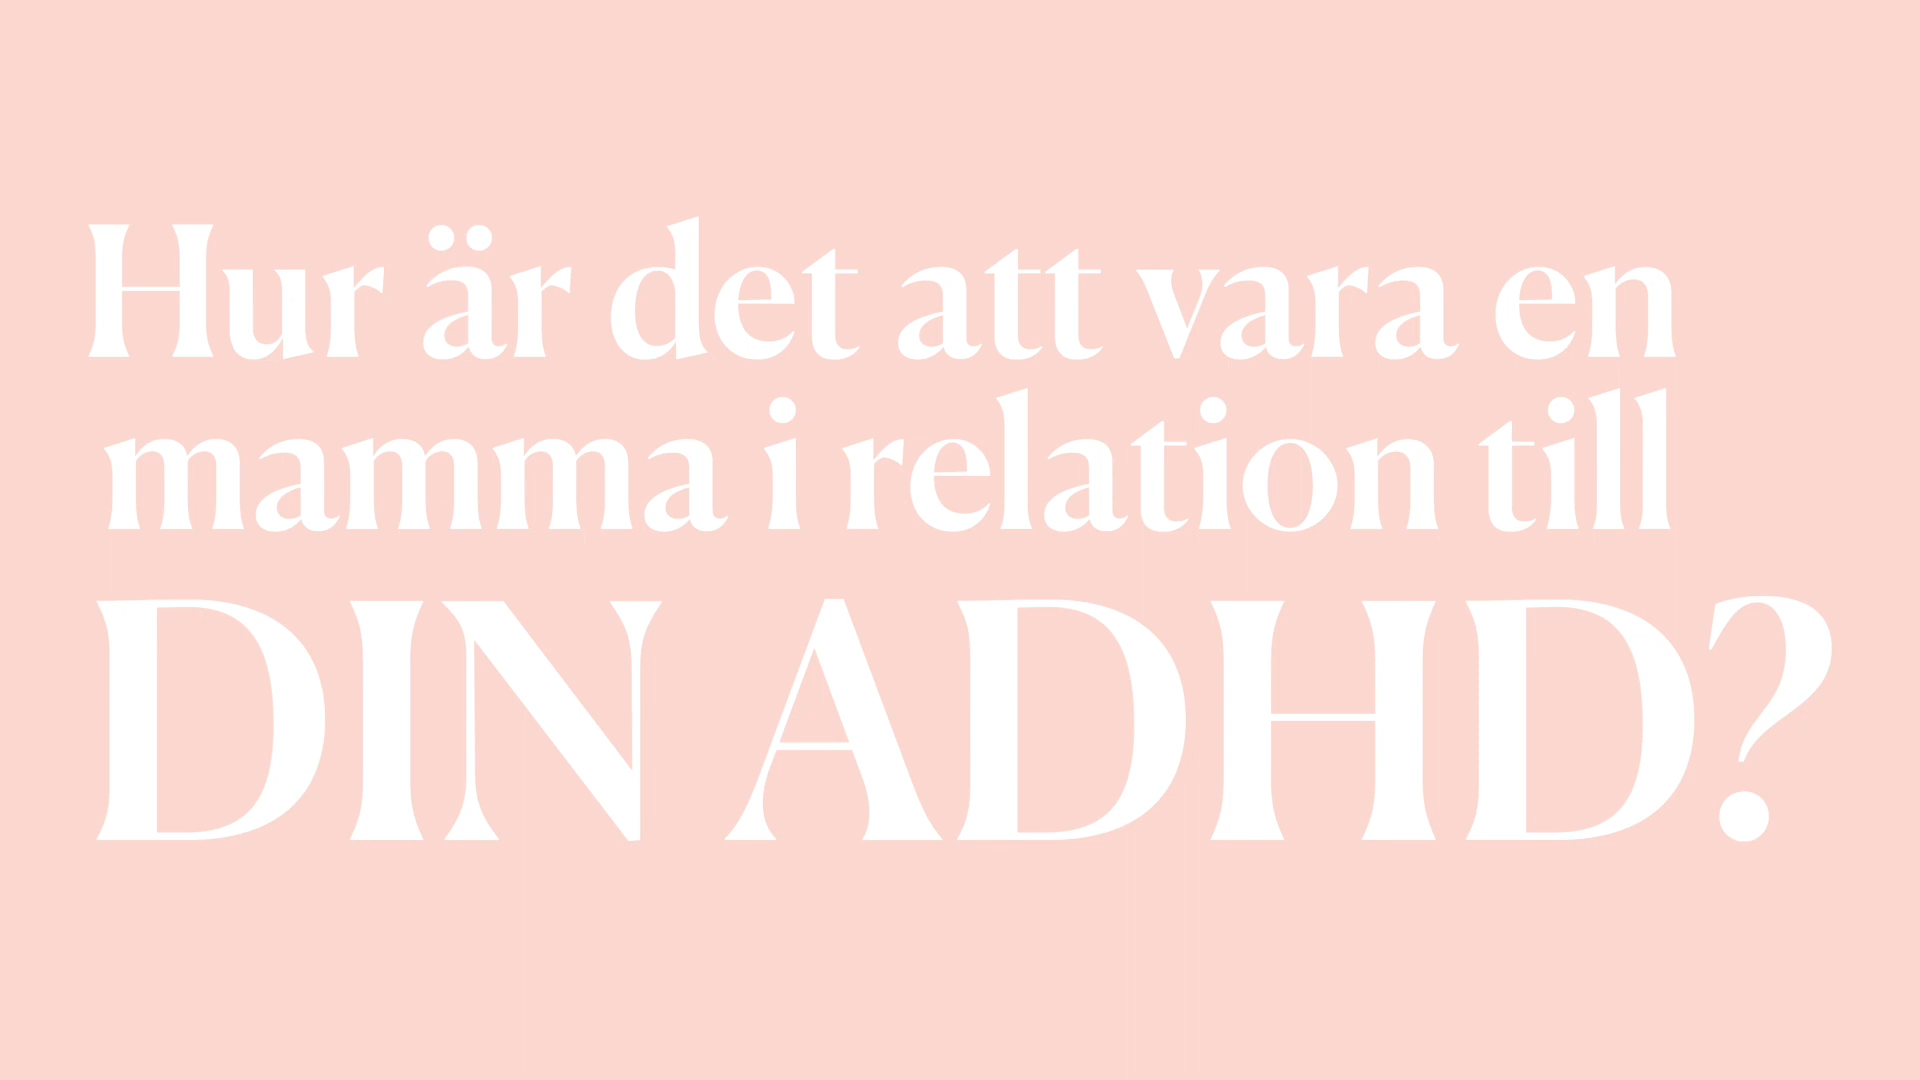 Hur är det att vara en
mamma i relation till
DIN ADHD?